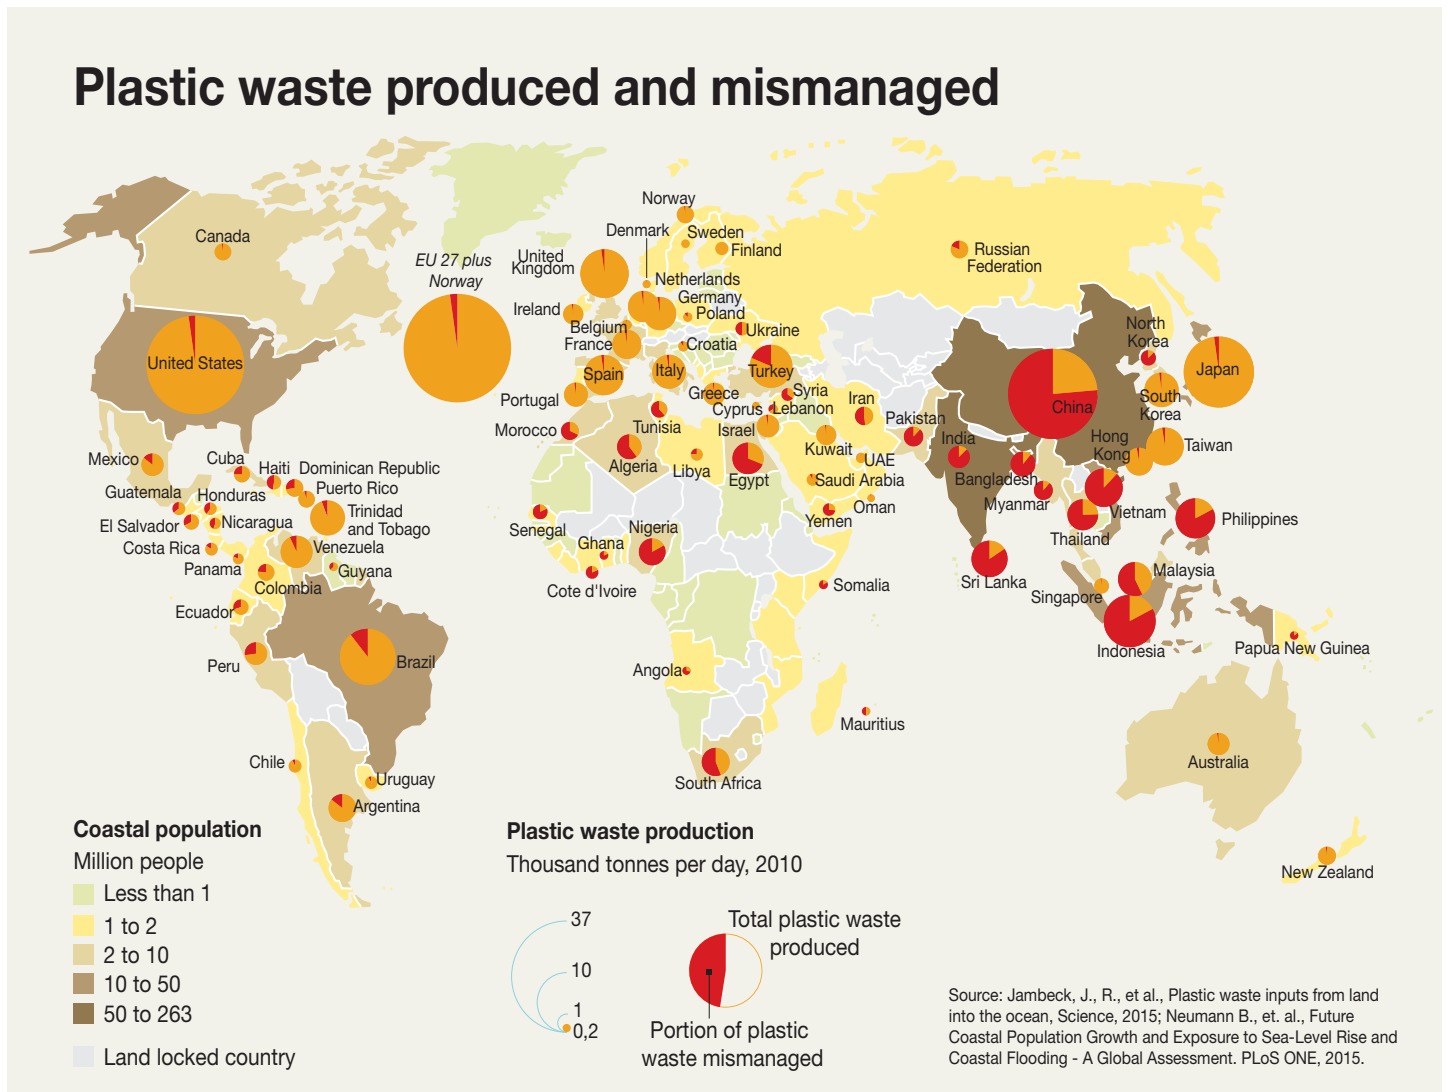 Plastic waste produced and mismanaged
Canada
EU 27 plus
Norway
United States
Norway
Denmark
Sweden
Finland
United
Kingdom
Netherlands
Germany
Poland
Ireland
Belgium
France
Ukraine
Croatia
Spain
Italy
Turkey
Portugal
Greece
Cyprus
Syria
Lebanon
Morocco
Tunisia
Israel
Algeria
Libya
Egypt
Iran
Kuwait
UAE
Saudi Arabia
Oman
Yemen
Russian
Federation
North
Korea
Japan
China
South
Korea
Pakistan
India
Hong
Kong
Taiwan
Bangladesh
Myanmar
Vietnam
Philippines
Thailand
Sri Lanka
Malaysia
Singapore
Indonesia
Papua New Guinea
Mexico
Cuba
Haiti
Dominican Republic
Puerto Rico
Guatemala
Honduras
Trinidad
and Tobago
El Salvador
Nicaragua
Costa Rica
Venezuela
Panama
Guyana
Colombia
Ecuador
Peru
Brazil
Chile
Uruguay
Argentina
Senegal
Ghana
Nigeria
Cote d'Ivoire
Somalia
Angola
Mauritius
South Africa
Australia
New Zealand
Coastal population
Million people
Less than 1
1 to 2
2 to 10
10 to 50
50 to 263
Land locked country
Plastic waste production
Thousand tonnes per day, 2010
37
10
1
0,2
Total plastic waste
produced
Portion of plastic
waste mismanaged
Source: Jambeck, J., R., et al., Plastic waste inputs from land
into the ocean, Science, 2015; Neumann B., et. al., Future
Coastal Population Growth and Exposure to Sea-Level Rise and
Coastal Flooding - A Global Assessment. PLoS ONE, 2015.